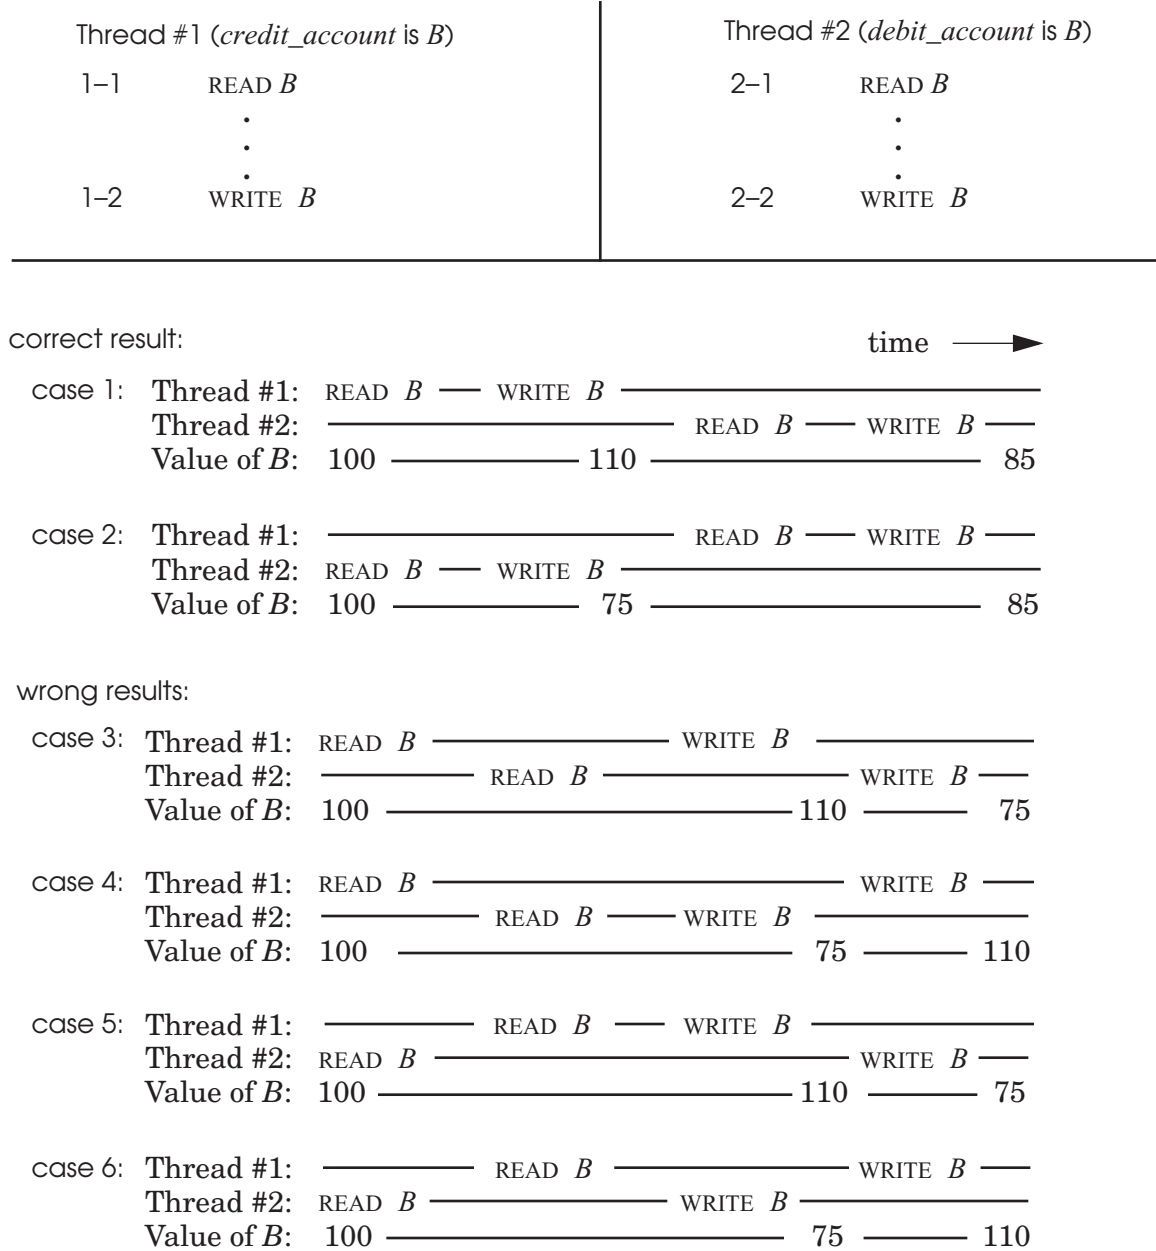 Thread #1 (credit_account is B)
Thread #2 (debit_account is B)
1–1 READ B
2–1 READ B
1–2 WRITE B
2–2 WRITE B
correct result:
time
case 1: Thread #1: READ B WRITE B
Thread #2: READ B WRITE B
Value of B: 100 110 85
case 2: Thread #1: READ B WRITE B
Thread #2: READ B WRITE B
Value of B: 100 75 85
wrong results:
case 3: Thread #1: READ B WRITE B
Thread #2: READ B WRITE B
Value of B: 100 110 75
case 4: Thread #1: READ B WRITE B
Thread #2: READ B WRITE B
Value of B: 100 75 110
case 5: Thread #1: READ B WRITE B
Thread #2: READ B WRITE B
Value of B: 100 110 75
case 6: Thread #1: READ B WRITE B
Thread #2: READ B WRITE B
Value of B: 100 75 110